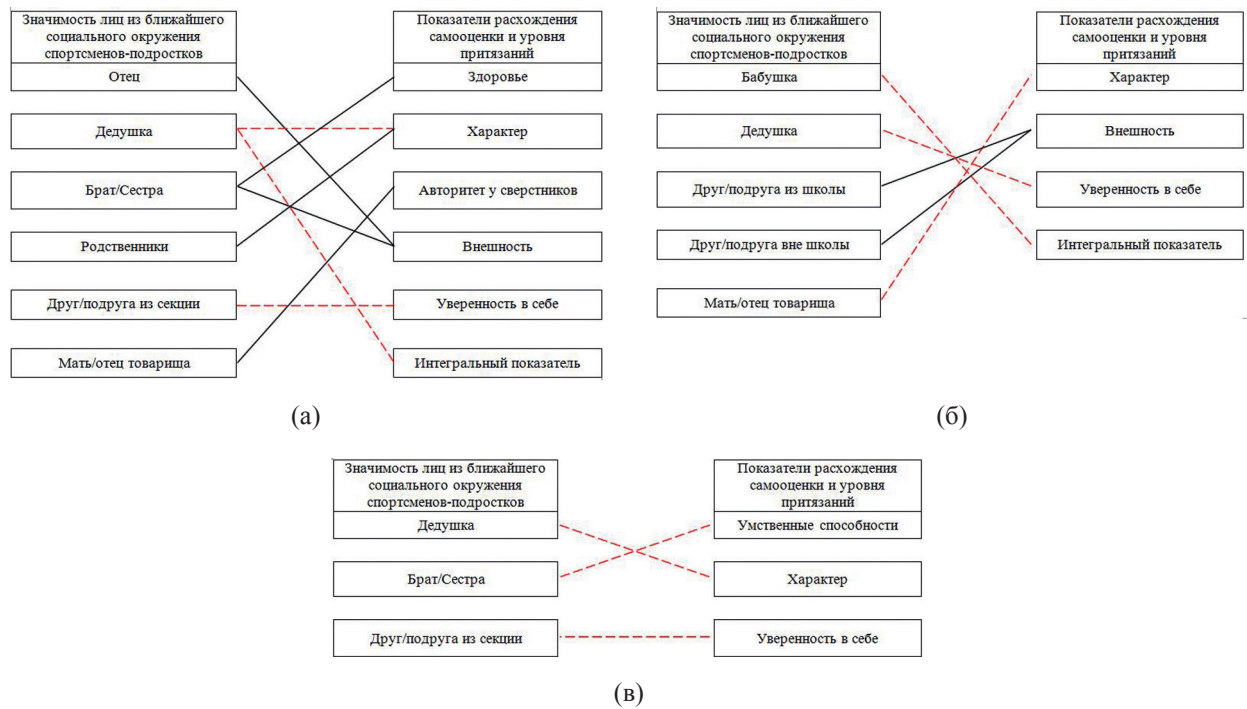 Значимость лиц из ближайшего
социального окружения
спортсменов-подростков
Отец
Дедушка
Брат/Сестра
Родственники
Друг/подруга из секции
Мать/отец товарища
Показатели расхождения
самооценки и уровня
притязаний
Здоровье
Характер
Авторитет у сверстников
Внешность
Уверенность в себе
Интегральный показатель
(а)
Значимость лиц из ближайшего
социального окружения
спортсменов-подростков
Бабушка
Дедушка
Друг/подруга из школы
Друг/подруга вне школы
Мать/отец товарища
Показатели расхождения
самооценки и уровня
притязаний
Характер
Внешность
Уверенность в себе
Интегральный показатель
(б)
Значимость лиц из ближайшего
социального окружения
спортсменов-подростков
Дедушка
Брат/Сестра
Друг/подруга из секции
Показатели расхождения
самооценки и уровня
притязаний
Умственные способности
Характер
Уверенность в себе
(в)